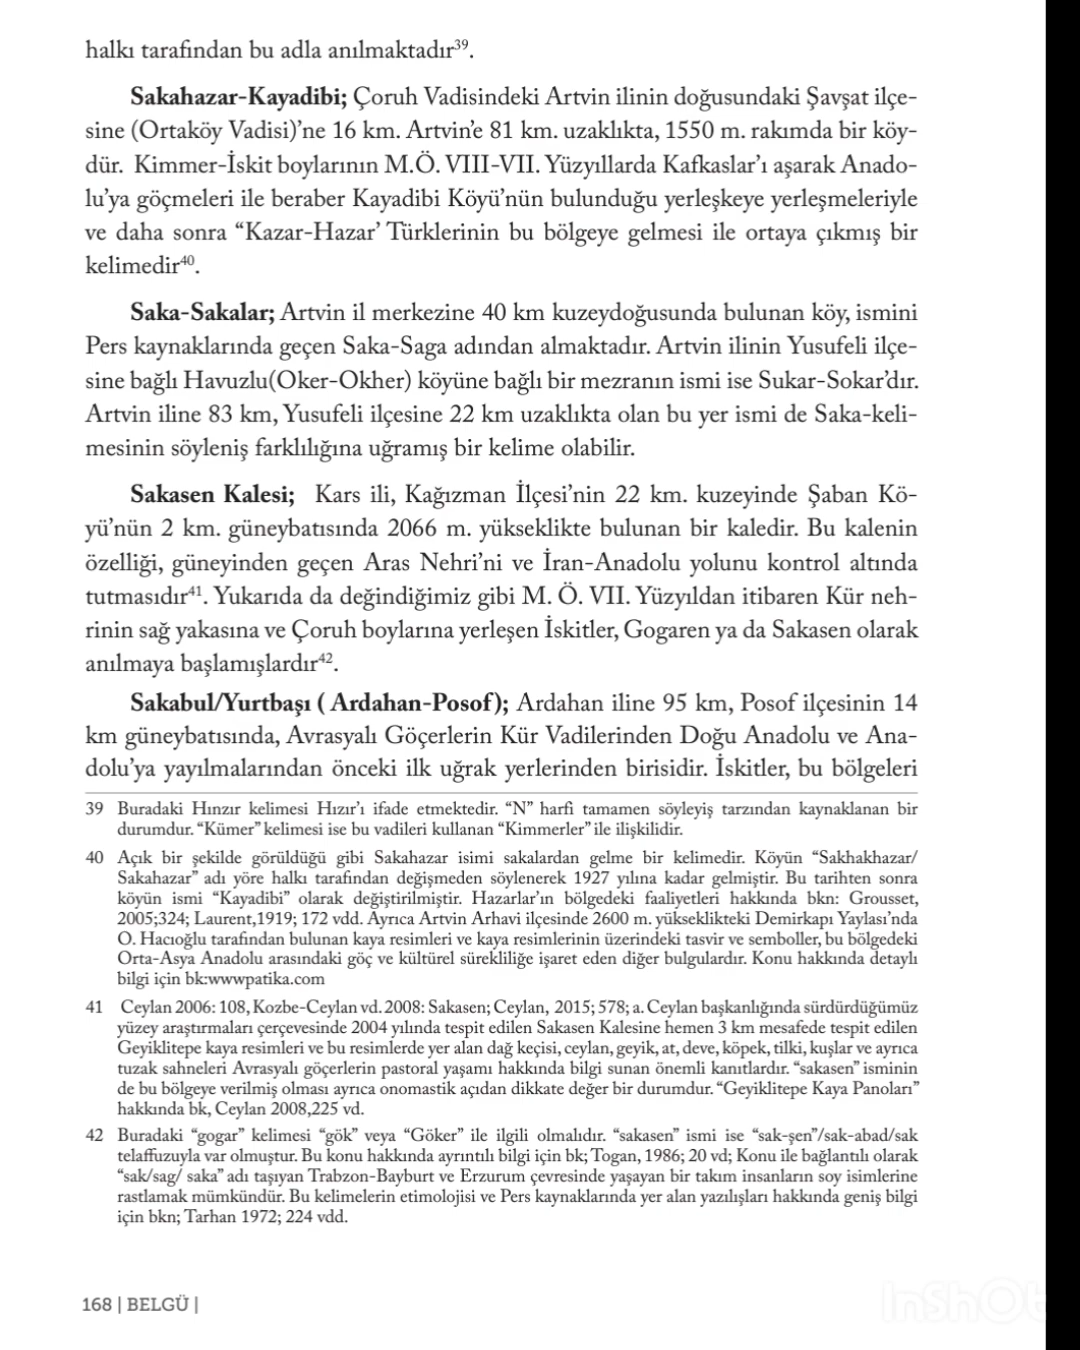 halkı tarafından bu adla anılmaktadır³⁹.
Sakahazar-Kayadibi; Çoruh Vadisindeki Artvin ilinin doğusundaki Şavşat ilçe-
sine (Ortaköy Vadisi)’ne 16 km. Artvin’e 81 km. uzaklıkta, 1550 m. rakımda bir köy-
dür. Kimmer-İskit boylarının M.Ö. VIII-VII. Yüzyıllarda Kafkaslar’ı aşarak Anado-
lu’ya göçmeleri ile beraber Kayadibi Köyü’nün bulunduğu yerleşkeye yerleşmeleriyle
ve daha sonra “Kazar-Hazar’ Türklerinin bu bölgeye gelmesi ile ortaya çıkmış bir
kelimedir⁴⁰.
Saka-Sakalar; Artvin il merkezine 40 km kuzeydoğusunda bulunan köy, ismini
Pers kaynaklarında geçen Saka-Saga adından almaktadır. Artvin ilinin Yusufeli ilçe-
sine bağlı Havuzlu(Oker-Okher) köyüne bağlı bir mezranın ismi ise Sukar-Sokar’dır.
Artvin iline 83 km, Yusufeli ilçesine 22 km uzaklıkta olan bu yer ismi de Saka-keli-
mesinin söyleniş farklılığına uğramış bir kelime olabilir.
Sakasen Kalesi; Kars ili, Kağızman İlçesi’nin 22 km. kuzeyinde Şaban Kö-
yü’nün 2 km. güneybatısında 2066 m. yükseklikte bulunan bir kaledir. Bu kalenin
özelliği, güneyinden geçen Aras Nehri’ni ve İran-Anadolu yolunu kontrol altında
tutmasıdır⁴¹. Yukarıda da değindiğimiz gibi M. Ö. VII. Yüzyıldan itibaren Kür neh-
rinin sağ yakasına ve Çoruh boylarına yerleşen İskitler, Gogaren ya da Sakasen olarak
anılmaya başlamışlardır⁴².
Sakabul/Yurtbaşı ( Ardahan-Posof); Ardahan iline 95 km, Posof ilçesinin 14
km güneybatısında, Avrasyalı Göçerlerin Kür Vadilerinden Doğu Anadolu ve Ana-
dolu’ya yayılmalarından önceki ilk uğrak yerlerinden birisidir. İskitler, bu bölgeleri
39 Buradaki Hınzır kelimesi Hızır’ı ifade etmektedir. “N” harfi tamamen söyleyiş tarzından kaynaklanan bir
durumdur. “Kümer” kelimesi ise bu vadileri kullanan “Kimmerler” ile ilişkilidir.
40 Açık bir şekilde görüldüğü gibi Sakahazar isimi sakalardan gelme bir kelimedir. Köyün “Sakhakhazar/
Sakahazar” adı yöre halkı tarafından değişmeden söylenerek 1927 yılına kadar gelmiştir. Bu tarihten sonra
köyün ismi “Kayadibi” olarak değiştirilmiştir. Hazarlar’ın bölgedeki faaliyetleri hakkında bkn: Grousset,
2005;324; Laurent,1919; 172 vdd. Ayrıca Artvin Arhavi ilçesinde 2600 m. yükseklikteki Demirkapı Yaylası’nda
O. Hacıoğlu tarafından bulunan kaya resimleri ve kaya resimlerinin üzerindeki tasvir ve semboller, bu bölgedeki
Orta-Asya Anadolu arasındaki göç ve kültürel sürekliliğe işaret eden diğer bulgulardır. Konu hakkında detaylı
bilgi için bk:wwwpatika.com
41 Ceylan 2006: 108, Kozbe-Ceylan vd. 2008: Sakasen; Ceylan, 2015; 578; a. Ceylan başkanlığında sürdürdüğümüz
yüzey araştırmaları çerçevesinde 2004 yılında tespit edilen Sakasen Kalesine hemen 3 km mesafede tespit edilen
Geyiklitepe kaya resimleri ve bu resimlerde yer alan dağ keçisi, ceylan, geyik, at, deve, köpek, tilki, kuşlar ve ayrıca
tuzak sahneleri Avrasyalı göçerlerin pastoral yaşamı hakkında bilgi sunan önemli kanıtlardır. “sakasen” isminin
de bu bölgeye verilmiş olması ayrıca onomastik açıdan dikkate değer bir durumdur. “Geyiklitepe Kaya Panoları”
hakkında bk, Ceylan 2008,225 vd.
42 Buradaki “gogar” kelimesi “gök” veya “Göker” ile ilgili olmalıdır. “sakasen” ismi ise “sak-şen”/sak-abad/sak
telaffuzuyla var olmuştur. Bu konu hakkında ayrıntılı bilgi için bk; Togan, 1986; 20 vd; Konu ile bağlantılı olarak
“sak/sag/ saka” adı taşıyan Trabzon-Bayburt ve Erzurum çevresinde yaşayan bir takım insanların soy isimlerine
rastlamak mümkündür. Bu kelimelerin etimolojisi ve Pers kaynaklarında yer alan yazılışları hakkında geniş bilgi
için bkn; Tarhan 1972; 224 vdd.
168 | BELGÜ |
InShOt